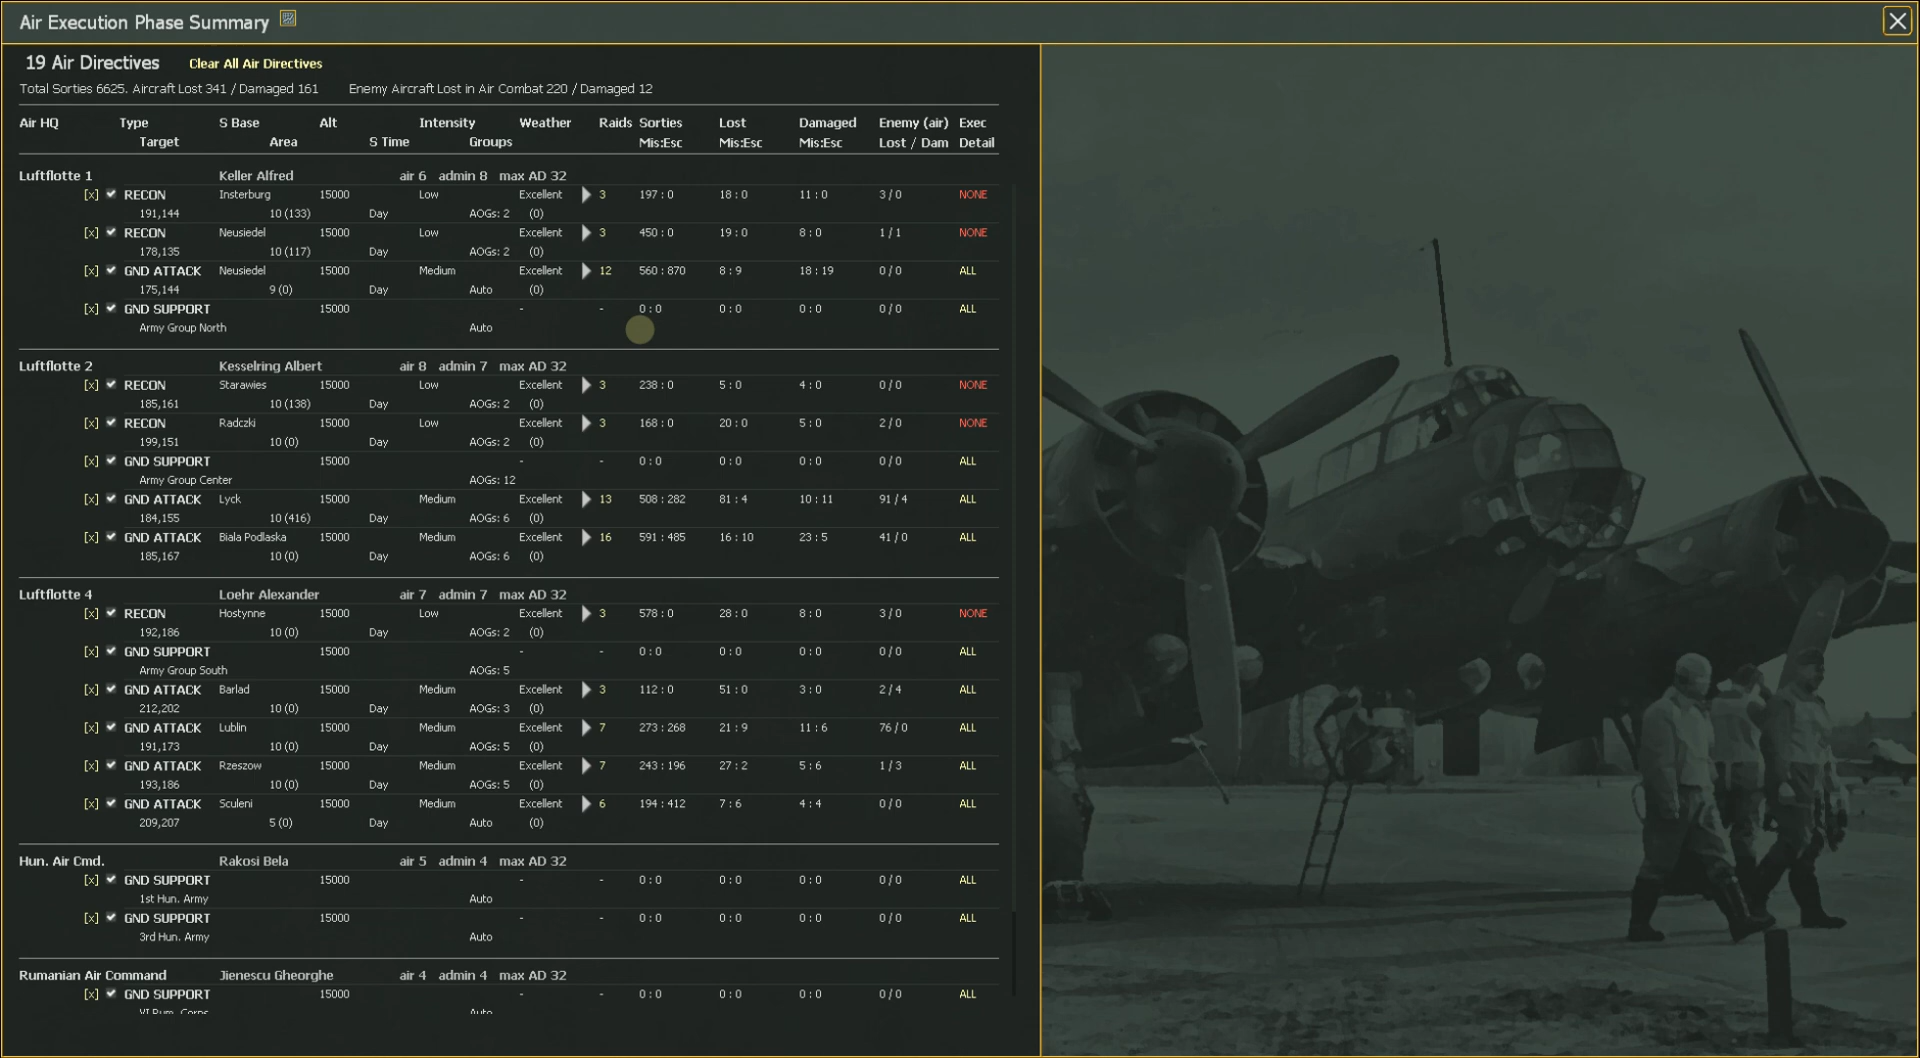 Air Execution Phase Summary
19 Air Directives Clear All Air Directives
Total Sorties 6625. Aircraft Lost 341 / Damaged 161 Enemy Aircraft Lost in Air Combat 220 / Damaged 12
Air HQ Type S Base Alt Intensity Weather Raids Sorties Lost Damaged Enemy (air) Exec
Target Area S Time Groups Mis:Esc Mis:Esc Mis:Esc Lost / Dam Detail
Luftflotte 1 Keller Alfred air 6 admin 8 max AD 32
[x] RECON Insterburg 15000 Low Excellent 3 197 : 0 18 : 0 11 : 0 3 / 0 NONE
191,144 10 (133) Day AOGs: 2 (0)
[x] RECON Neusiedel 15000 Low Excellent 3 450 : 0 19 : 0 8 : 0 1 / 1 NONE
178,135 10 (117) Day AOGs: 2 (0)
[x] GND ATTACK Neusiedel 15000 Medium Excellent 12 560 : 870 8 : 9 18 : 19 0 / 0 ALL
175,144 9 (0) Day Auto (0)
[x] GND SUPPORT 15000 - - 0 : 0 0 : 0 0 : 0 0 / 0 ALL
Army Group North Auto
Luftflotte 2 Kesselring Albert air 8 admin 7 max AD 32
[x] RECON Starawies 15000 Low Excellent 3 238 : 0 5 : 0 4 : 0 0 / 0 NONE
185,161 10 (138) Day AOGs: 2 (0)
[x] RECON Radczki 15000 Low Excellent 3 168 : 0 20 : 0 5 : 0 2 / 0 NONE
199,151 10 (0) Day AOGs: 2 (0)
[x] GND SUPPORT 15000 - - 0 : 0 0 : 0 0 : 0 0 / 0 ALL
Army Group Center AOGs: 12
[x] GND ATTACK Lyck 15000 Medium Excellent 13 508 : 282 81 : 4 10 : 11 91 / 4 ALL
184,155 10 (416) Day AOGs: 6 (0)
[x] GND ATTACK Biala Podlaska 15000 Medium Excellent 16 591 : 485 16 : 10 23 : 5 41 / 0 ALL
185,167 10 (0) Day AOGs: 6 (0)
Luftflotte 4 Loehr Alexander air 7 admin 7 max AD 32
[x] RECON Hostynne 15000 Low Excellent 3 578 : 0 28 : 0 8 : 0 3 / 0 NONE
192,186 10 (0) Day AOGs: 2 (0)
[x] GND SUPPORT 15000 - - 0 : 0 0 : 0 0 : 0 0 / 0 ALL
Army Group South AOGs: 5
[x] GND ATTACK Barlad 15000 Medium Excellent 3 112 : 0 51 : 0 3 : 0 2 / 4 ALL
212,202 10 (0) Day AOGs: 3 (0)
[x] GND ATTACK Lublin 15000 Medium Excellent 7 273 : 268 21 : 9 11 : 6 76 / 0 ALL
191,173 10 (0) Day AOGs: 5 (0)
[x] GND ATTACK Rzeszow 15000 Medium Excellent 7 243 : 196 27 : 2 5 : 6 1 / 3 ALL
193,186 10 (0) Day AOGs: 5 (0)
[x] GND ATTACK Sculeni 15000 Medium Excellent 6 194 : 412 7 : 6 4 : 4 0 / 0 ALL
209,207 5 (0) Day Auto (0)
Hun. Air Cmd. Rakosi Bela air 5 admin 4 max AD 32
[x] GND SUPPORT 15000 - - 0 : 0 0 : 0 0 : 0 0 / 0 ALL
1st Hun. Army Auto
[x] GND SUPPORT 15000 - - 0 : 0 0 : 0 0 : 0 0 / 0 ALL
3rd Hun. Army Auto
Rumanian Air Command Jienescu Gheorghe air 4 admin 4 max AD 32
[x] GND SUPPORT 15000 - - 0 : 0 0 : 0 0 : 0 0 / 0 ALL
VI Rum. Corps Auto